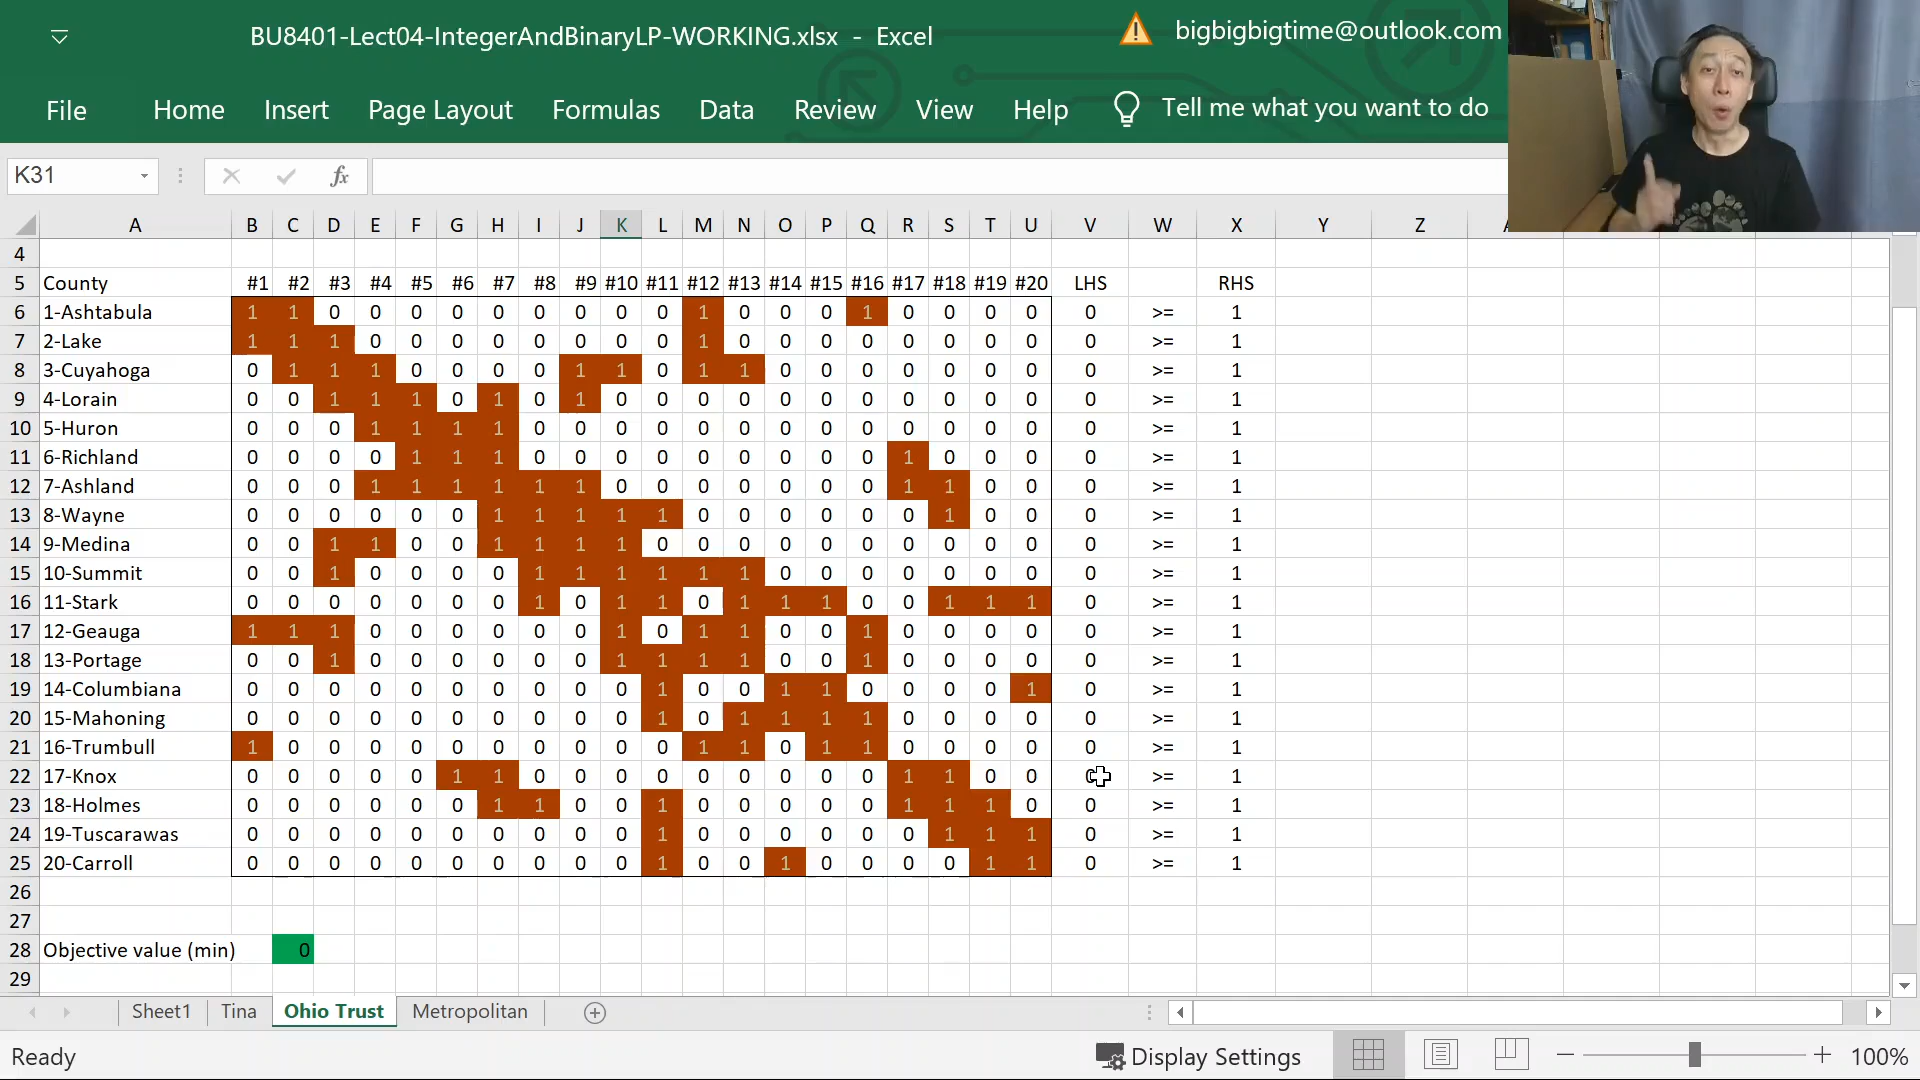 BU8401-Lect04-IntegerAndBinaryLP-WORKING.xlsx - Excel
bigbigbigtime@outlook.com
File Home Insert Page Layout Formulas Data Review View Help Tell me what you want to do
K31 fx
A B C D E F G H I J K L M N O P Q R S T U V W X Y Z
4
5 County #1 #2 #3 #4 #5 #6 #7 #8 #9 #10 #11 #12 #13 #14 #15 #16 #17 #18 #19 #20 LHS RHS
6 1-Ashtabula 1 1 0 0 0 0 0 0 0 0 0 1 0 0 0 1 0 0 0 0 0 >= 1
7 2-Lake 1 1 1 0 0 0 0 0 0 0 0 1 0 0 0 0 0 0 0 0 0 >= 1
8 3-Cuyahoga 0 1 1 1 0 0 0 0 1 1 0 1 1 0 0 0 0 0 0 0 0 >= 1
9 4-Lorain 0 0 1 1 1 0 1 0 1 0 0 0 0 0 0 0 0 0 0 0 0 >= 1
10 5-Huron 0 0 0 1 1 1 1 0 0 0 0 0 0 0 0 0 0 0 0 0 0 >= 1
11 6-Richland 0 0 0 0 1 1 1 0 0 0 0 0 0 0 0 0 1 0 0 0 0 >= 1
12 7-Ashland 0 0 0 1 1 1 1 1 1 0 0 0 0 0 0 0 1 1 0 0 0 >= 1
13 8-Wayne 0 0 0 0 0 0 1 1 1 1 1 0 0 0 0 0 0 1 0 0 0 >= 1
14 9-Medina 0 0 1 1 0 0 1 1 1 1 0 0 0 0 0 0 0 0 0 0 0 >= 1
15 10-Summit 0 0 1 0 0 0 0 1 1 1 1 1 1 0 0 0 0 0 0 0 0 >= 1
16 11-Stark 0 0 0 0 0 0 0 1 0 1 1 0 1 1 1 0 0 1 1 1 0 >= 1
17 12-Geauga 1 1 1 0 0 0 0 0 0 1 0 1 1 0 0 1 0 0 0 0 0 >= 1
18 13-Portage 0 0 1 0 0 0 0 0 0 1 1 1 1 0 0 1 0 0 0 0 0 >= 1
19 14-Columbiana 0 0 0 0 0 0 0 0 0 0 1 0 0 1 1 0 0 0 0 1 0 >= 1
20 15-Mahoning 0 0 0 0 0 0 0 0 0 0 1 0 1 1 1 1 0 0 0 0 0 >= 1
21 16-Trumbull 1 0 0 0 0 0 0 0 0 0 0 1 1 0 1 1 0 0 0 0 0 >= 1
22 17-Knox 0 0 0 0 0 1 1 0 0 0 0 0 0 0 0 0 1 1 0 0 0 >= 1
23 18-Holmes 0 0 0 0 0 0 1 1 0 0 1 0 0 0 0 0 1 1 1 0 0 >= 1
24 19-Tuscarawas 0 0 0 0 0 0 0 0 0 0 1 0 0 0 0 0 0 1 1 1 0 >= 1
25 20-Carroll 0 0 0 0 0 0 0 0 0 0 1 0 0 1 0 0 0 0 1 1 0 >= 1
26
27
28 Objective value (min) 0
29
Sheet1 Tina Ohio Trust Metropolitan
Ready Display Settings 100%